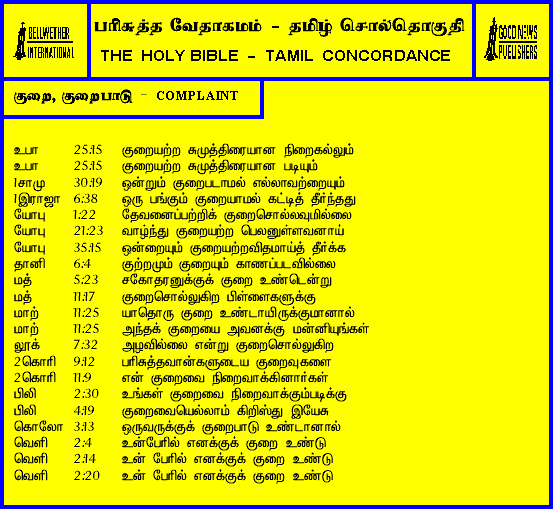 BELLWETHER INTERNATIONAL
பரிசுத்த வேதாகமம் - தமிழ் சொல்தொகுதி
THE HOLY BIBLE - TAMIL CONCORDANCE
GOOD NEWS PUBLISHERS
குறை, குறைபாடு - COMPLAINT
உபா 25:15 குறையற்ற சுமுத்திரையான நிறைகல்லும்
உபா 25:15 குறையற்ற சுமுத்திரையான படியும்
1சாமு 30:19 ஒன்றும் குறைபடாமல் எல்லாவற்றையும்
1இராஜா 6:38 ஒரு பங்கும் குறையாமல் கட்டித் தீர்ந்தது
யோபு 1:22 தேவனைப்பற்றிக் குறைசொல்லவுமில்லை
யோபு 21:23 வாழ்ந்து குறையற்ற பெலனுள்ளவனாய்
யோபு 35:15 ஒன்றையும் குறையற்றவிதமாய்த் தீர்க்க
தானி 6:4 குற்றமும் குறையும் காணப்படவில்லை
மத் 5:23 சகோதரனுக்குக் குறை உண்டென்று
மத் 11:17 குறைசொல்லுகிற பிள்ளைகளுக்கு
மாற் 11:25 யாதொரு குறை உண்டாயிருக்குமானால்
மாற் 11:25 அந்தக் குறையை அவனக்கு மன்னியுங்கள்
லூக் 7:32 அழவில்லை என்று குறைசொல்லுகிற
2கொரி 9:12 பரிசுத்தவான்களுடைய குறைவுகளை
2கொரி 11:9 என் குறைவை நிறைவாக்கினார்கள்
பிலி 2:30 உங்கள் குறைவை நிறைவாக்கும்படிக்கு
பிலி 4:19 குறைவையெல்லாம் கிறிஸ்து இயேசு
கொலோ 3:13 ஒருவருக்குக் குறைபாடு உண்டானால்
வெளி 2:4 உன்பேரில் எனக்குக் குறை உண்டு
வெளி 2:14 உன் பேரில் எனக்குக் குறை உண்டு
வெளி 2:20 உன் பேரில் எனக்குக் குறை உண்டு